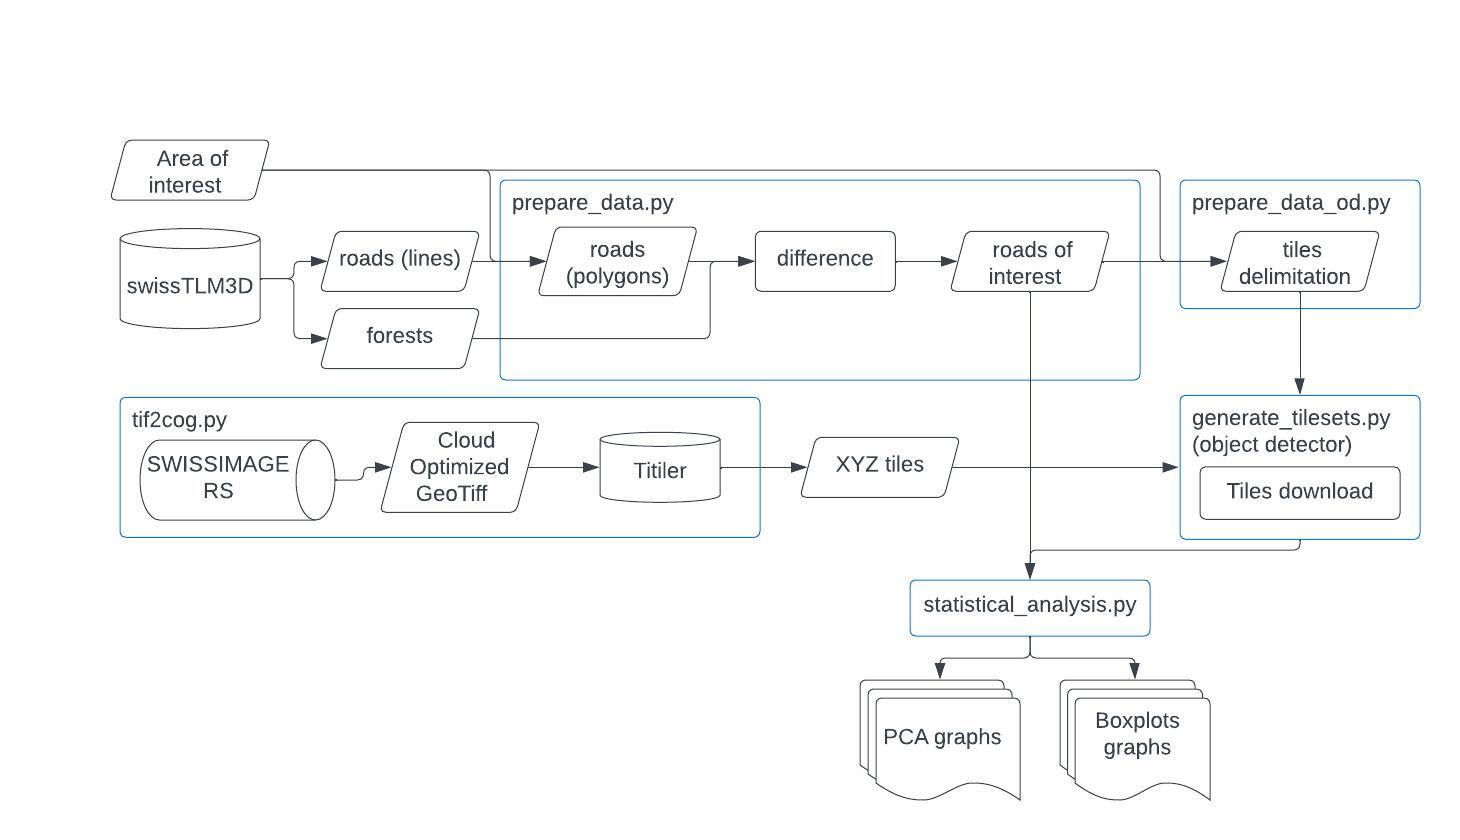 Area of
interest
prepare_data.py
prepare_data_od.py
swissTLM3D
roads (lines)
roads
(polygons)
difference
roads of
interest
tiles
delimitation
forests
tif2cog.py
SWISSIMAGE
RS
Cloud
Optimized
GeoTiff
Titiler
XYZ tiles
generate_tilesets.py
(object detector)
Tiles download
statistical_analysis.py
PCA graphs
Boxplots
graphs